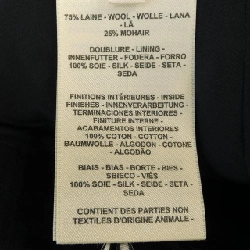 75% LAINE - WOOL - WOLLE - LANA
- LÃ
25% MOHAIR
DOUBLURE - LINING -
INNENFUTTER - FODERA - FORRO
100% SOIE - SILK - SEIDE - SETA -
SEDA
FINITIONS INTÉRIEURES - INSIDE
FINISHES - INNENVERARBEITUNG -
TERMINACIONES INTERIORES -
FINITURE INTERNE -
ACABAMENTOS INTERIORES
100% COTON - COTTON -
BAUMWOLLE - ALGODON - COTONE
- ALGODÃO
BIAIS - BIAS - BORTE - BIES -
SBIECO - VIÉS
100% SOIE - SILK - SEIDE - SETA -
SEDA
CONTIENT DES PARTIES NON
TEXTILES D'ORIGINE ANIMALE -